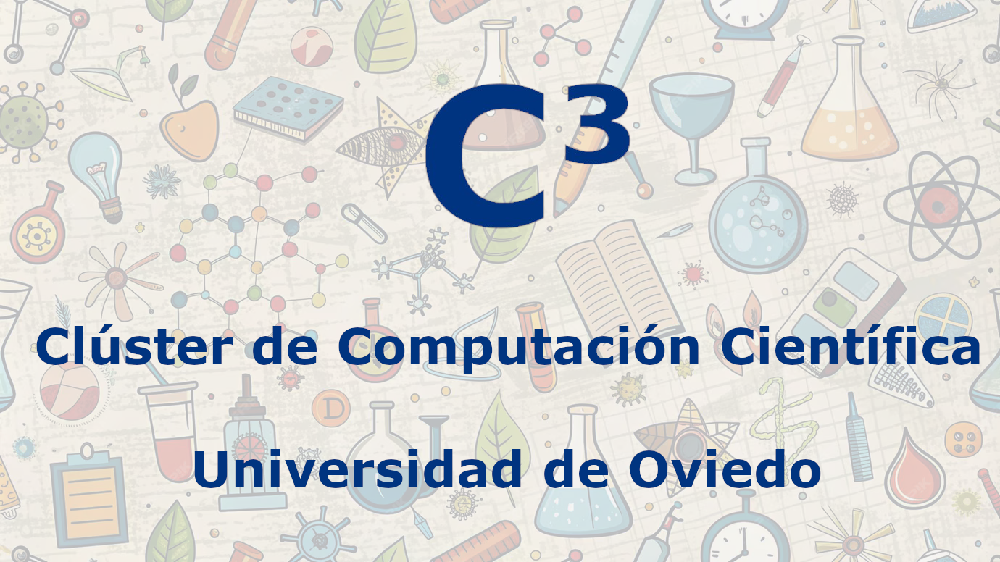 C³
Clúster de Computación Científica
D
Universidad de Oviedo